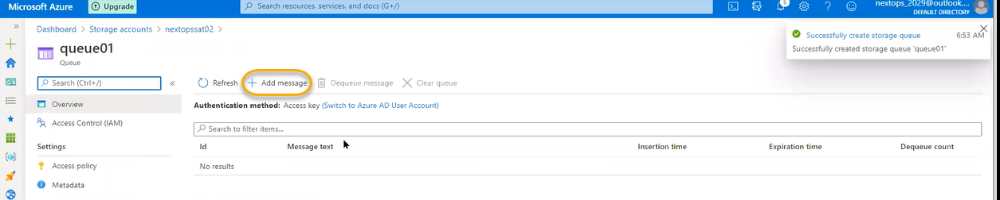 Microsoft Azure
Upgrade
Search resources, services, and docs (G+/)
5
nextops_2029@outlook....
DEFAULT DIRECTORY
Dashboard > Storage accounts > nextopssat02 >
queue01
Queue
Successfully create storage queue 6:53 AM
Successfully created storage queue 'queue01'
Search (Ctrl+/) «
Refresh Add message Dequeue message Clear queue
Overview
Authentication method: Access key (Switch to Azure AD User Account)
Access Control (IAM)
Search to filter items...
Settings
Id Message text Insertion time Expiration time Dequeue count
Access policy
No results
Metadata